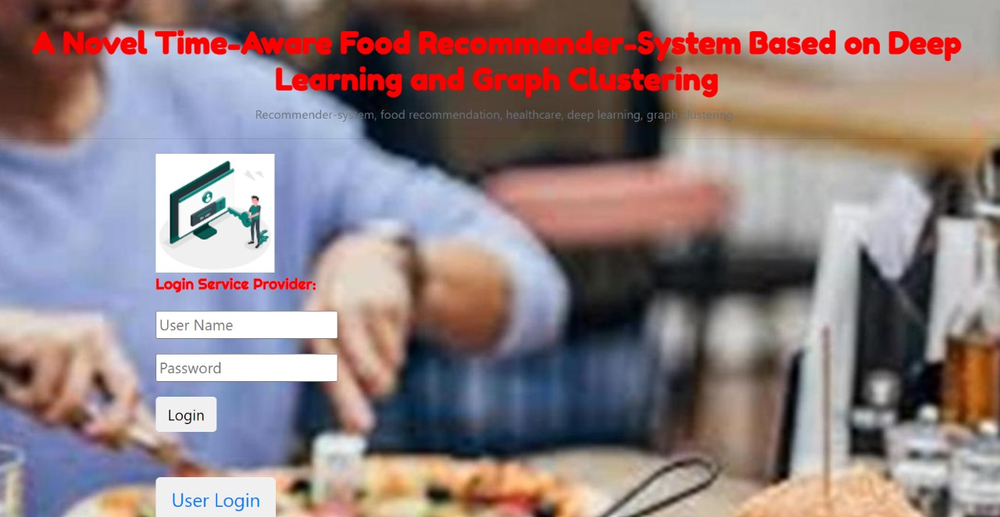 A Novel Time-Aware Food Recommender-System Based on Deep
Learning and Graph Clustering
Recommender-system, food recommendation, healthcare, deep learning, graph clustering.
Login Service Provider:
User Name
Password
Login
User Login